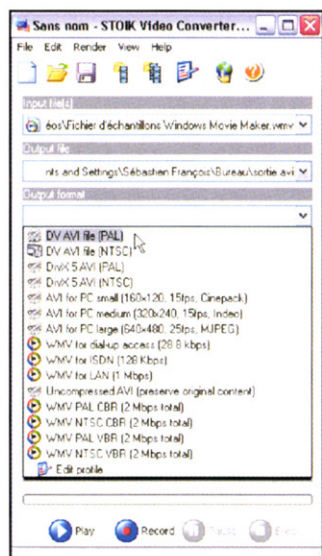 Sans nom - STOIK Video Converter...
File Edit Render View Help
Input file(s)
éos\Fichier d'échantillons Windows Movie Maker.wmv
Output file
nts and Settings\Sébastien François\Bureau\sortie avi
Output format
DV AVI file (PAL)
DV AVI file (NTSC)
DivX 5 AVI (PAL)
DivX 5 AVI (NTSC)
AVI for PC small (160x120, 15fps, Cinepack)
AVI for PC medium (320x240, 15fps, Indeo)
AVI for PC large (640x480, 25fps, MJPEG)
WMV for dial-up access (28.8 kbps)
WMV for ISDN (128 Kbps)
WMV for LAN (1 Mbps)
Uncompressed AVI (preserve original content)
WMV PAL CBR (2 Mbps total)
WMV NTSC CBR (2 Mbps total)
WMV PAL VBR (2 Mbps total)
WMV NTSC VBR (2 Mbps total)
Edit profile
Play Record Pause